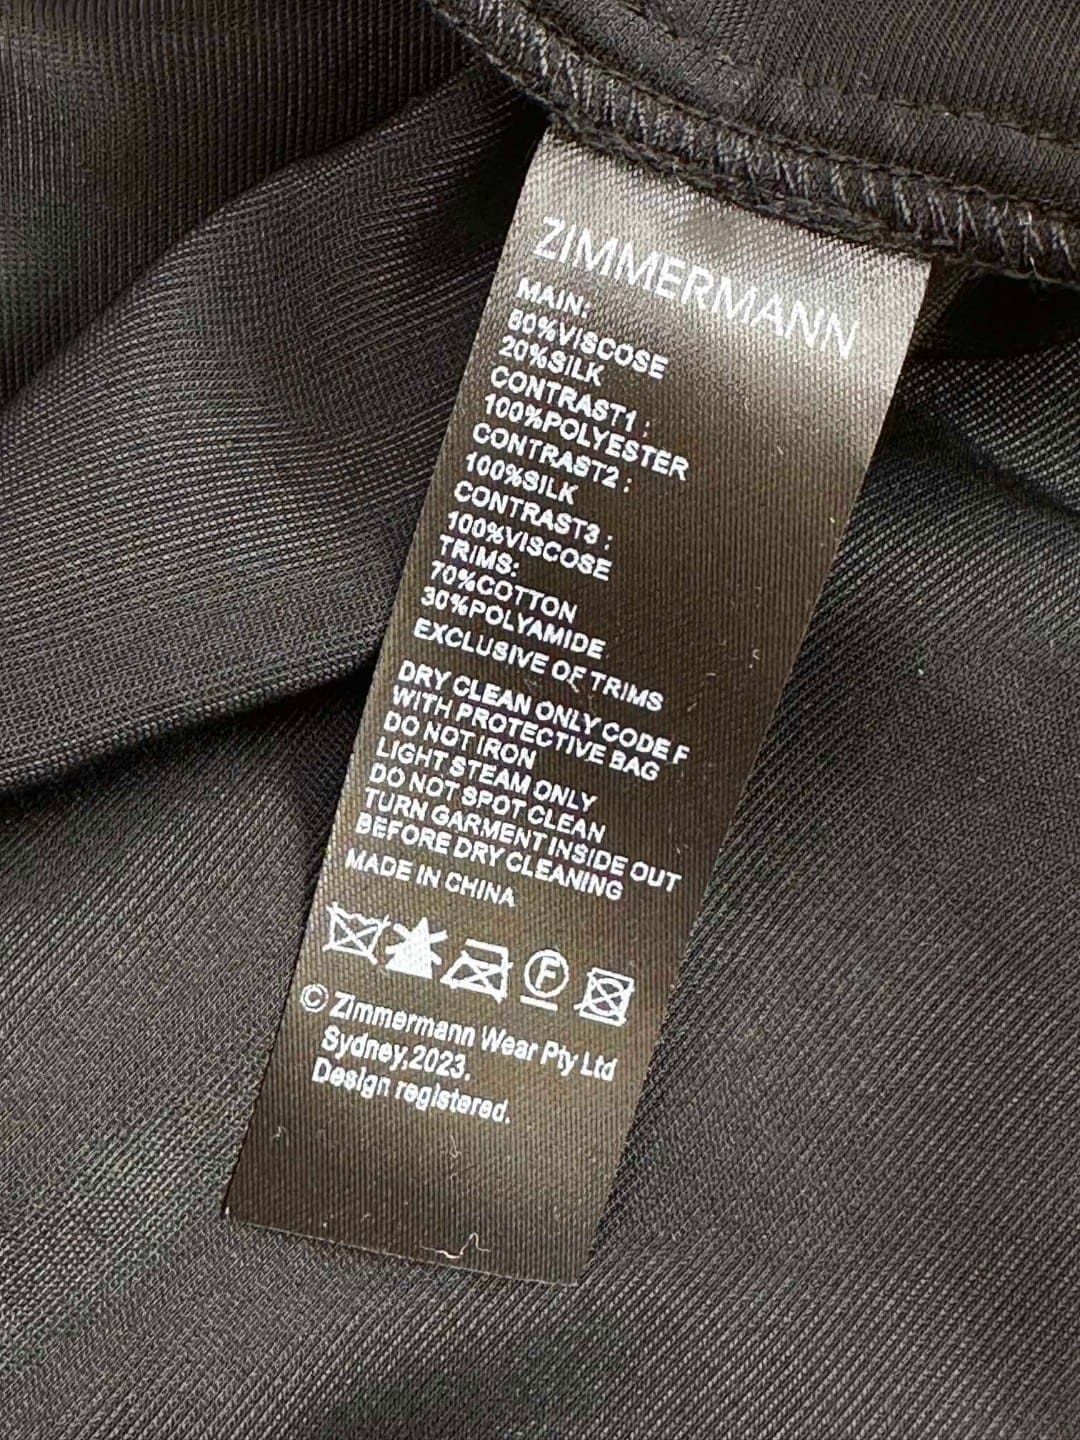 ZIMMERMANN
MAIN:
80%VISCOSE
20%SILK
CONTRAST1 :
100%POLYESTER
CONTRAST2 :
100%SILK
CONTRAST3 :
100%VISCOSE
TRIMS:
70%COTTON
30%POLYAMIDE
EXCLUSIVE OF TRIMS
DRY CLEAN ONLY CODE F
WITH PROTECTIVE BAG
DO NOT IRON
LIGHT STEAM ONLY
DO NOT SPOT CLEAN
TURN GARMENT INSIDE OUT
BEFORE DRY CLEANING
MADE IN CHINA
F
© Zimmermann Wear Pty Ltd
Sydney,2023.
Design registered.